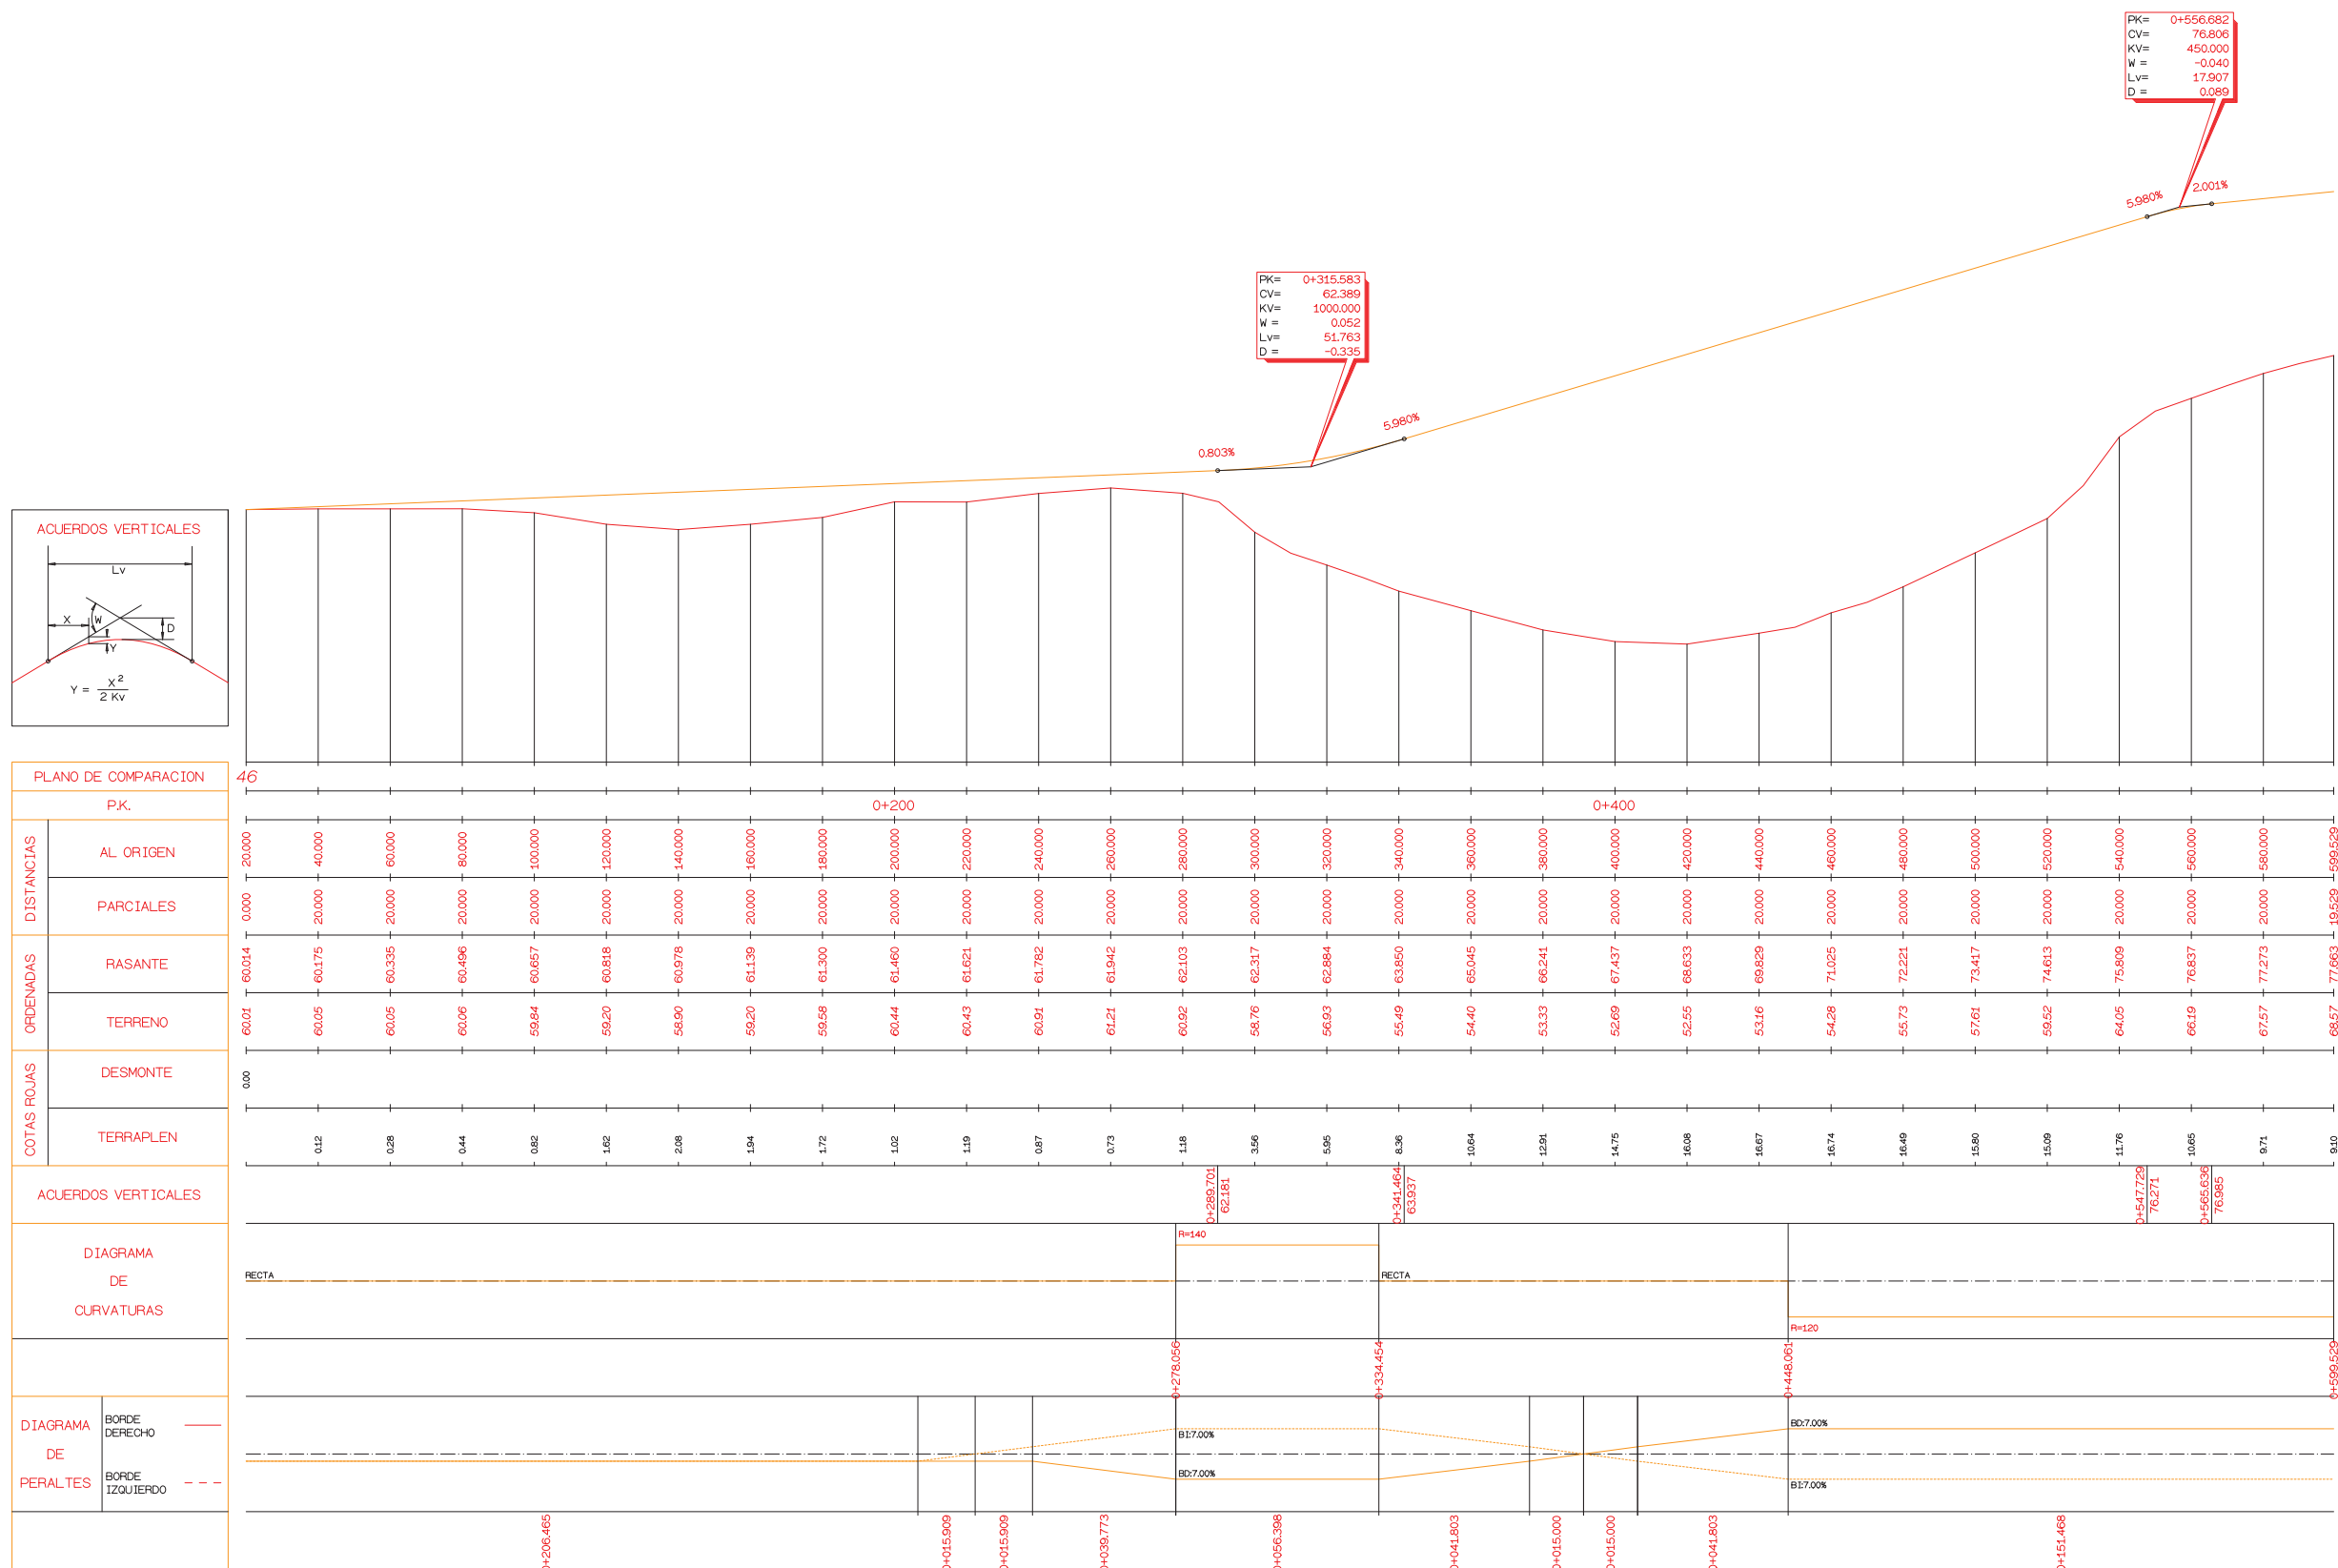 PK= 0+556.682
CV= 76.806
KV= 450.000
W = -0.040
Lv= 17.907
D = 0.089
5.980%
2.001%
PK= 0+315.583
CV= 62.389
KV= 1000.000
W = 0.052
Lv= 51.763
D = -0.335
0.803%
5.980%
ACUERDOS VERTICALES
Lv
X
W
D
Y
Y = X² / 2 Kv
PLANO DE COMPARACION 46
P.K. 0+200 0+400
DISTANCIAS
AL ORIGEN 20.000 40.000 60.000 80.000 100.000 120.000 140.000 160.000 180.000 200.000 220.000 240.000 260.000 280.000 300.000 320.000 340.000 360.000 380.000 400.000 420.000 440.000 460.000 480.000 500.000 520.000 540.000 560.000 580.000 599.529
PARCIALES 0.000 20.000 20.000 20.000 20.000 20.000 20.000 20.000 20.000 20.000 20.000 20.000 20.000 20.000 20.000 20.000 20.000 20.000 20.000 20.000 20.000 20.000 20.000 20.000 20.000 20.000 20.000 20.000 20.000 19.529
ORDENADAS
RASANTE 60.014 60.175 60.335 60.496 60.657 60.818 60.978 61.139 61.300 61.460 61.621 61.782 61.942 62.103 62.317 62.884 63.850 65.045 66.241 67.437 68.633 69.829 71.025 72.221 73.417 74.613 75.809 76.837 77.273 77.663
TERRENO 60.01 60.05 60.05 60.06 59.84 59.20 58.90 59.20 59.58 60.44 60.43 60.91 61.21 60.92 58.76 56.93 55.49 54.40 53.33 52.69 52.55 53.16 54.28 55.73 57.61 59.52 64.05 66.19 67.57 68.57
COTAS ROJAS
DESMONTE 0.00
TERRAPLEN 0.12 0.28 0.44 0.82 1.62 2.08 1.94 1.72 1.02 1.19 0.87 0.73 1.18 3.56 5.95 8.36 10.64 12.91 14.75 16.08 16.67 16.74 16.49 15.80 15.09 11.76 10.65 9.71 9.10
ACUERDOS VERTICALES
0+289.701
62.181
0+341.464
63.937
0+547.729
76.271
0+565.636
76.985
DIAGRAMA
DE
CURVATURAS
RECTA
R=140
RECTA
R=120
0+278.056 0+334.454 0+448.061 0+599.529
DIAGRAMA
DE
PERALTES
BORDE
DERECHO
BORDE
IZQUIERDO
BI:7.00%
BD:7.00%
BD:7.00%
BI:7.00%
0+206.465 0+015.909 0+015.909 0+039.773 0+056.398 0+041.803 0+015.000 0+015.000 0+041.803 0+151.468